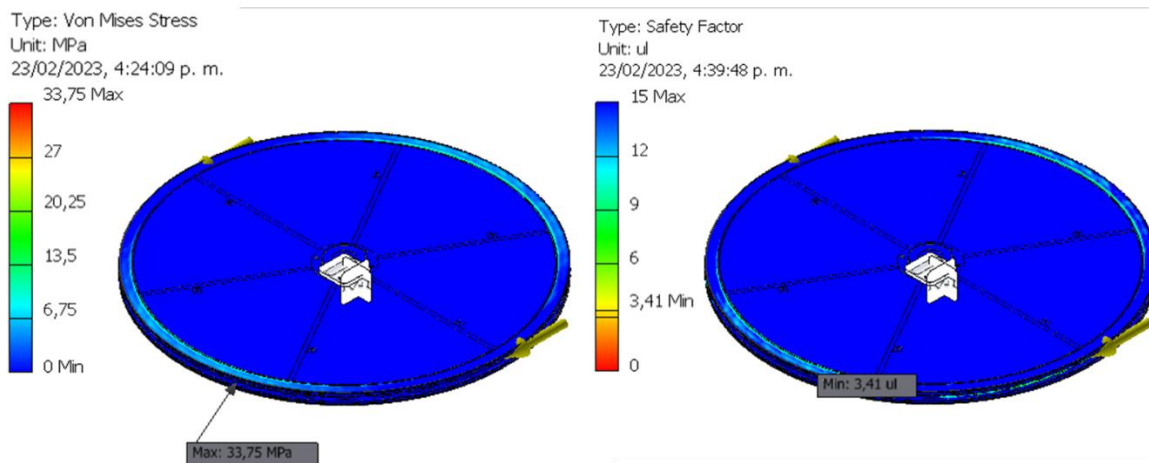 Type: Von Mises Stress
Unit: MPa
23/02/2023, 4:24:09 p. m.
33,75 Max
27
20,25
13,5
6,75
0 Min
Max: 33,75 MPa
Type: Safety Factor
Unit: ul
23/02/2023, 4:39:48 p. m.
15 Max
12
9
6
3,41 Min
0
Min: 3,41 ul